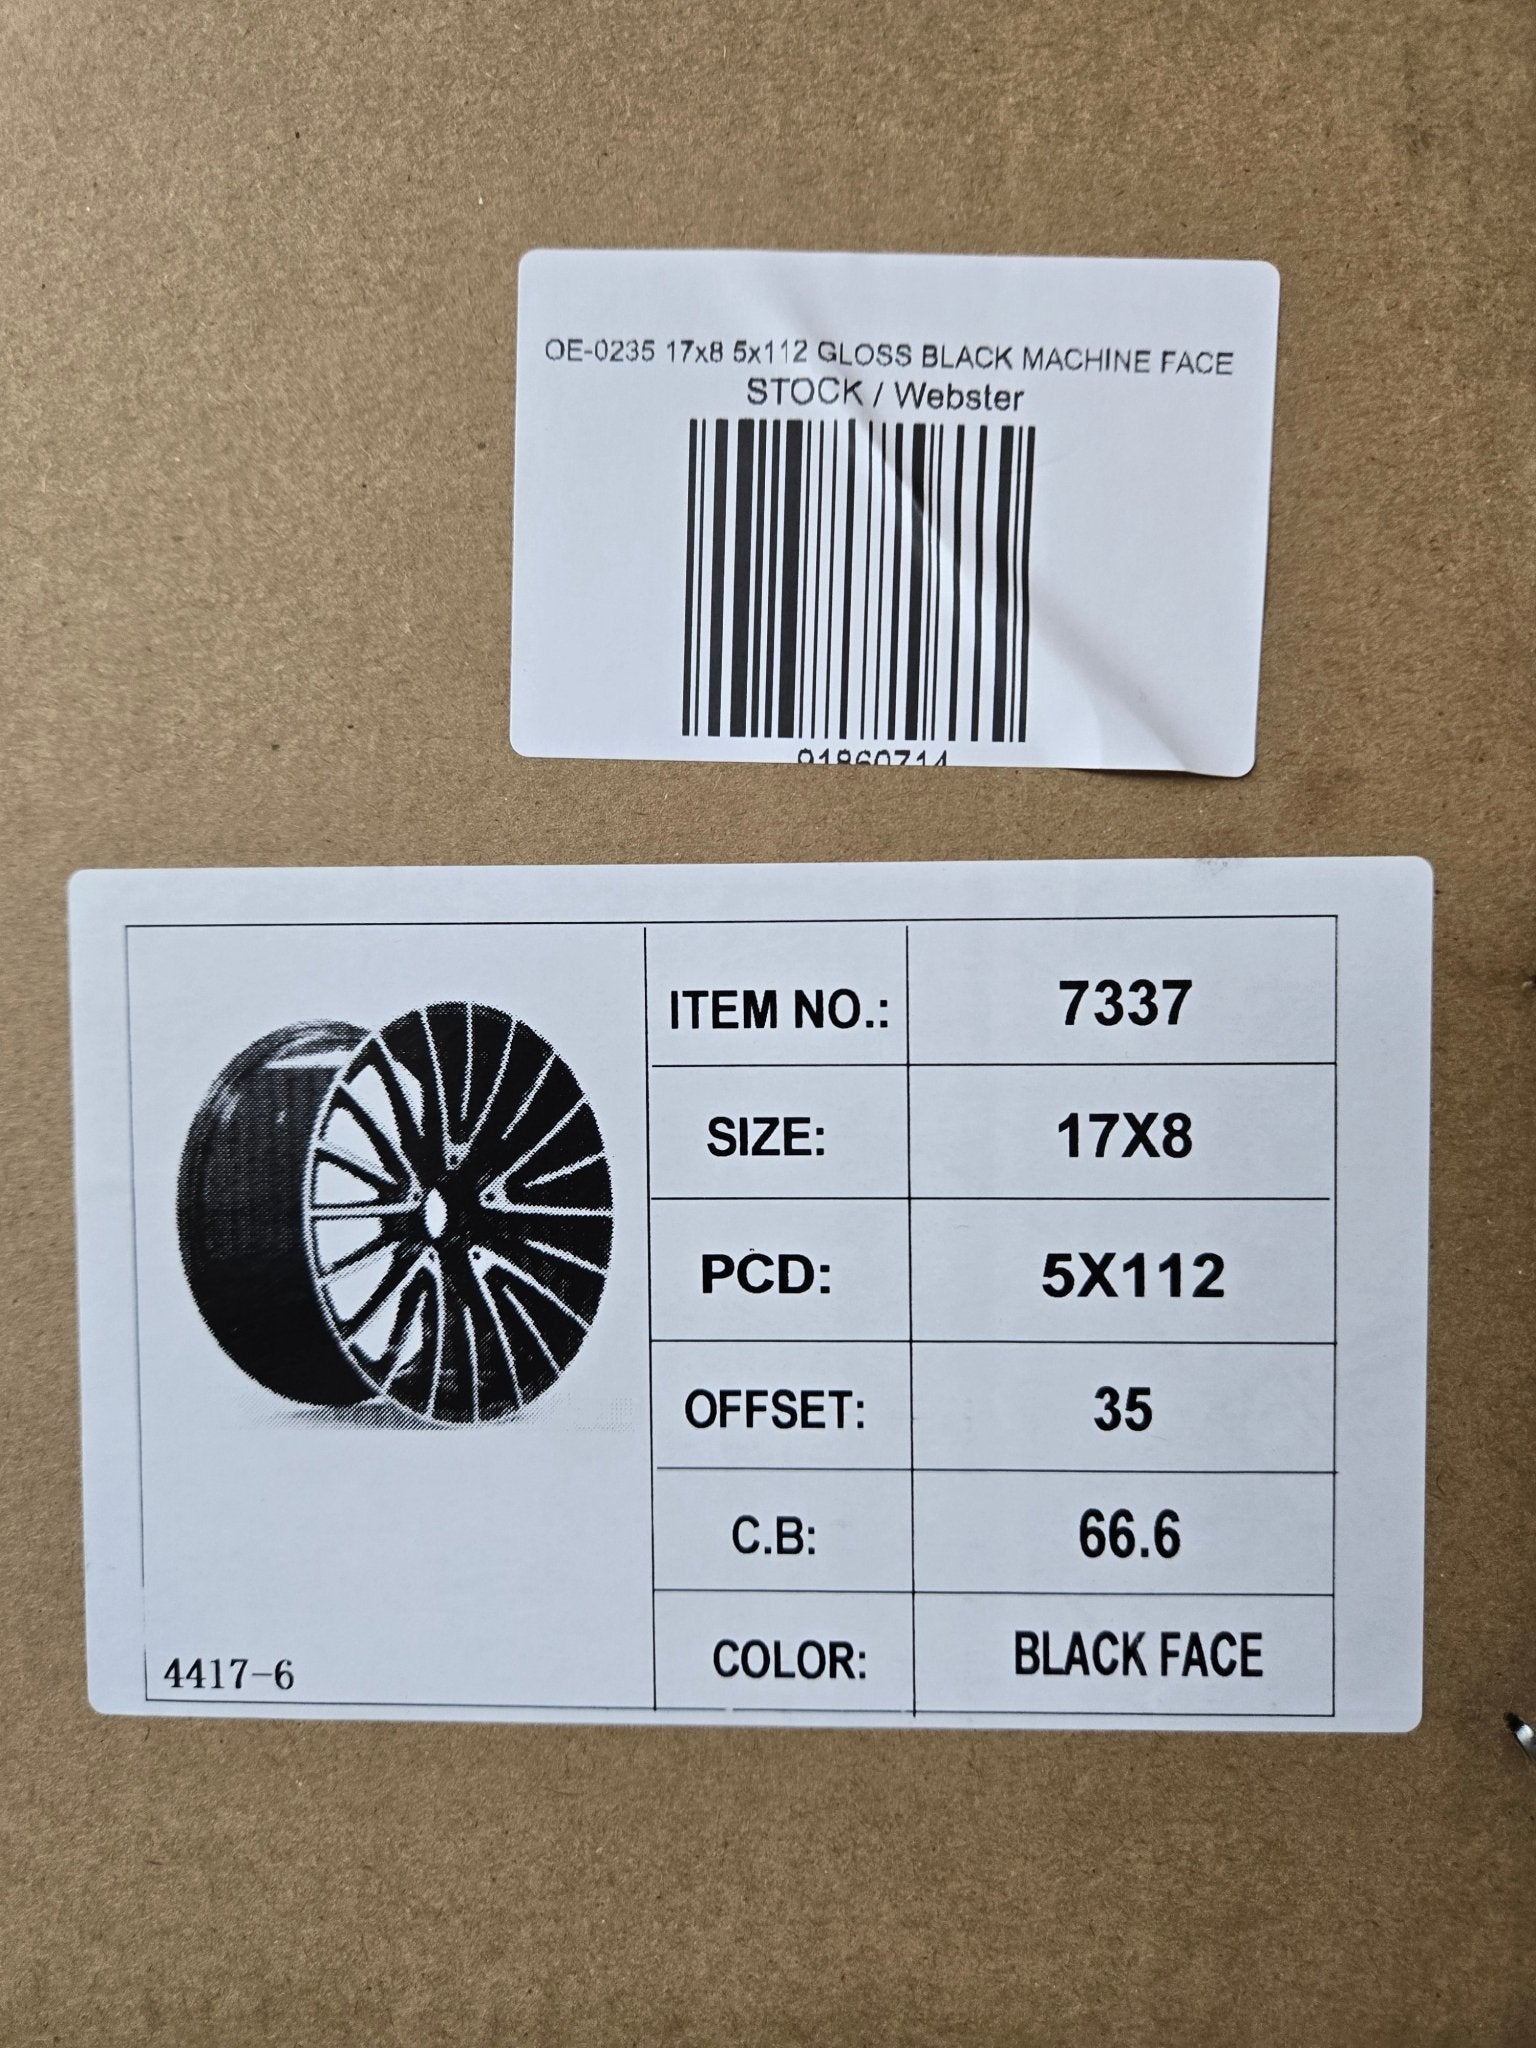 OE-0235 17x8 5x112 GLOSS BLACK MACHINE FACE
STOCK / Webster
91860714
ITEM NO.: 7337
SIZE: 17X8
PCD: 5X112
OFFSET: 35
C.B: 66.6
COLOR: BLACK FACE
4417-6